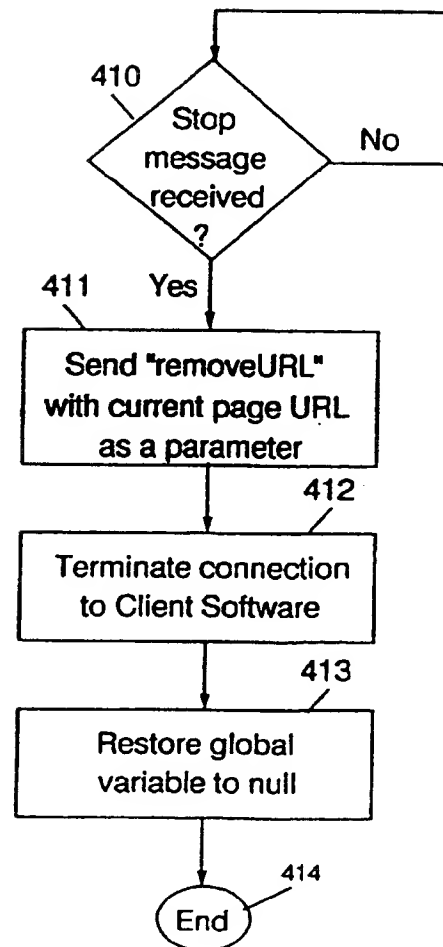 410
Stop
message
received
?
No
Yes
411
Send "removeURL"
with current page URL
as a parameter
412
Terminate connection
to Client Software
413
Restore global
variable to null
414
End